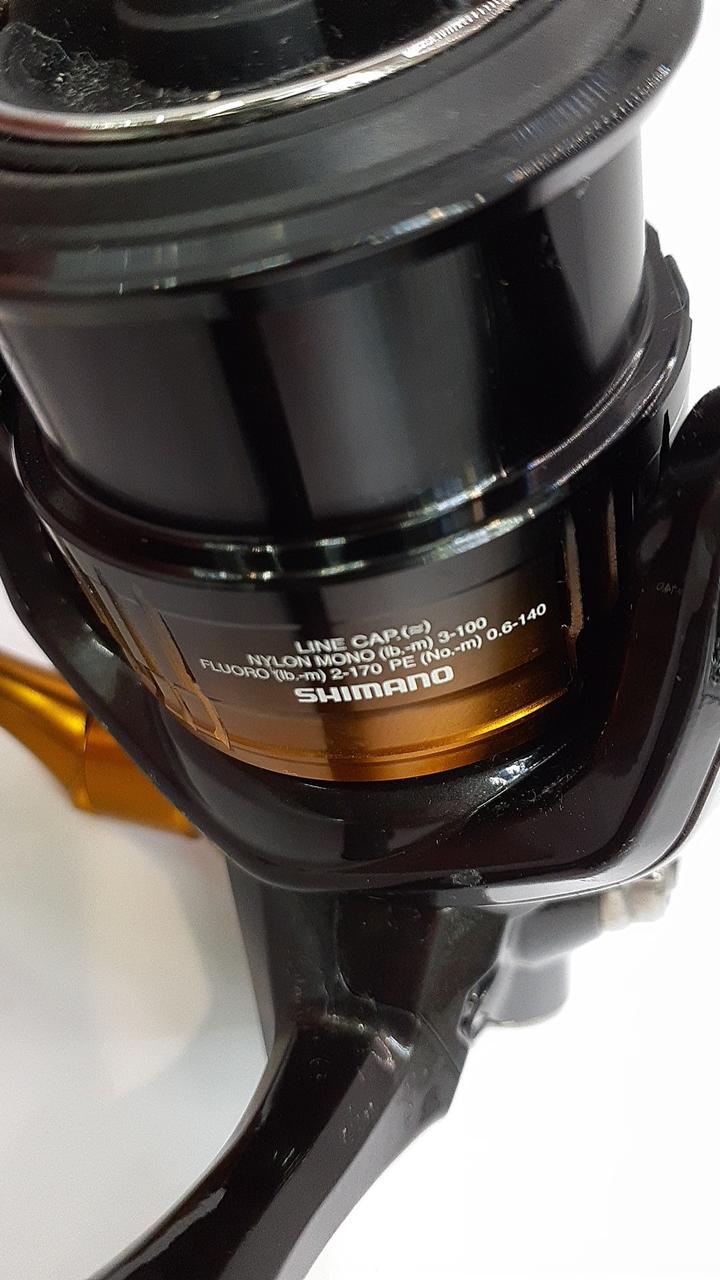 LINE CAP.(≈)
NYLON MONO (lb.-m) 3-100
FLUORO (lb.-m) 2-170 PE (No.-m) 0.6-140
SHIMANO